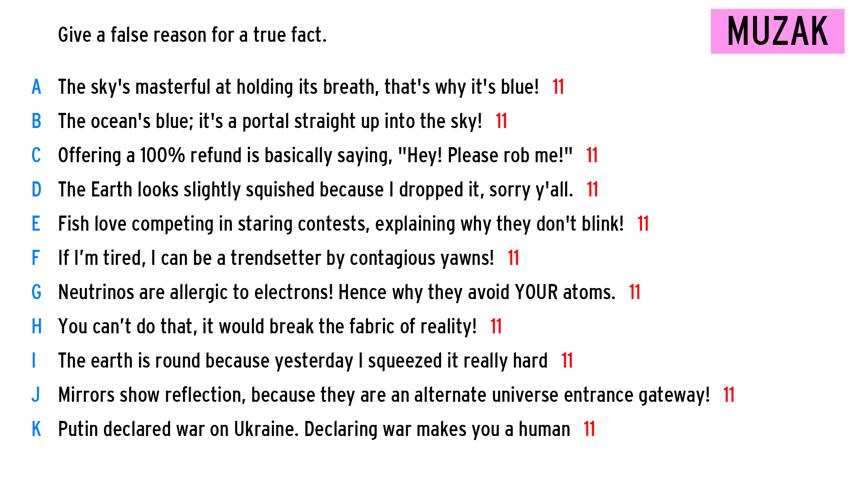 Give a false reason for a true fact.
MUZAK
A The sky's masterful at holding its breath, that's why it's blue! 11
B The ocean's blue; it's a portal straight up into the sky! 11
C Offering a 100% refund is basically saying, "Hey! Please rob me!" 11
D The Earth looks slightly squished because I dropped it, sorry y'all. 11
E Fish love competing in staring contests, explaining why they don't blink! 11
F If I’m tired, I can be a trendsetter by contagious yawns! 11
G Neutrinos are allergic to electrons! Hence why they avoid YOUR atoms. 11
H You can’t do that, it would break the fabric of reality! 11
I The earth is round because yesterday I squeezed it really hard 11
J Mirrors show reflection, because they are an alternate universe entrance gateway! 11
K Putin declared war on Ukraine. Declaring war makes you a human 11